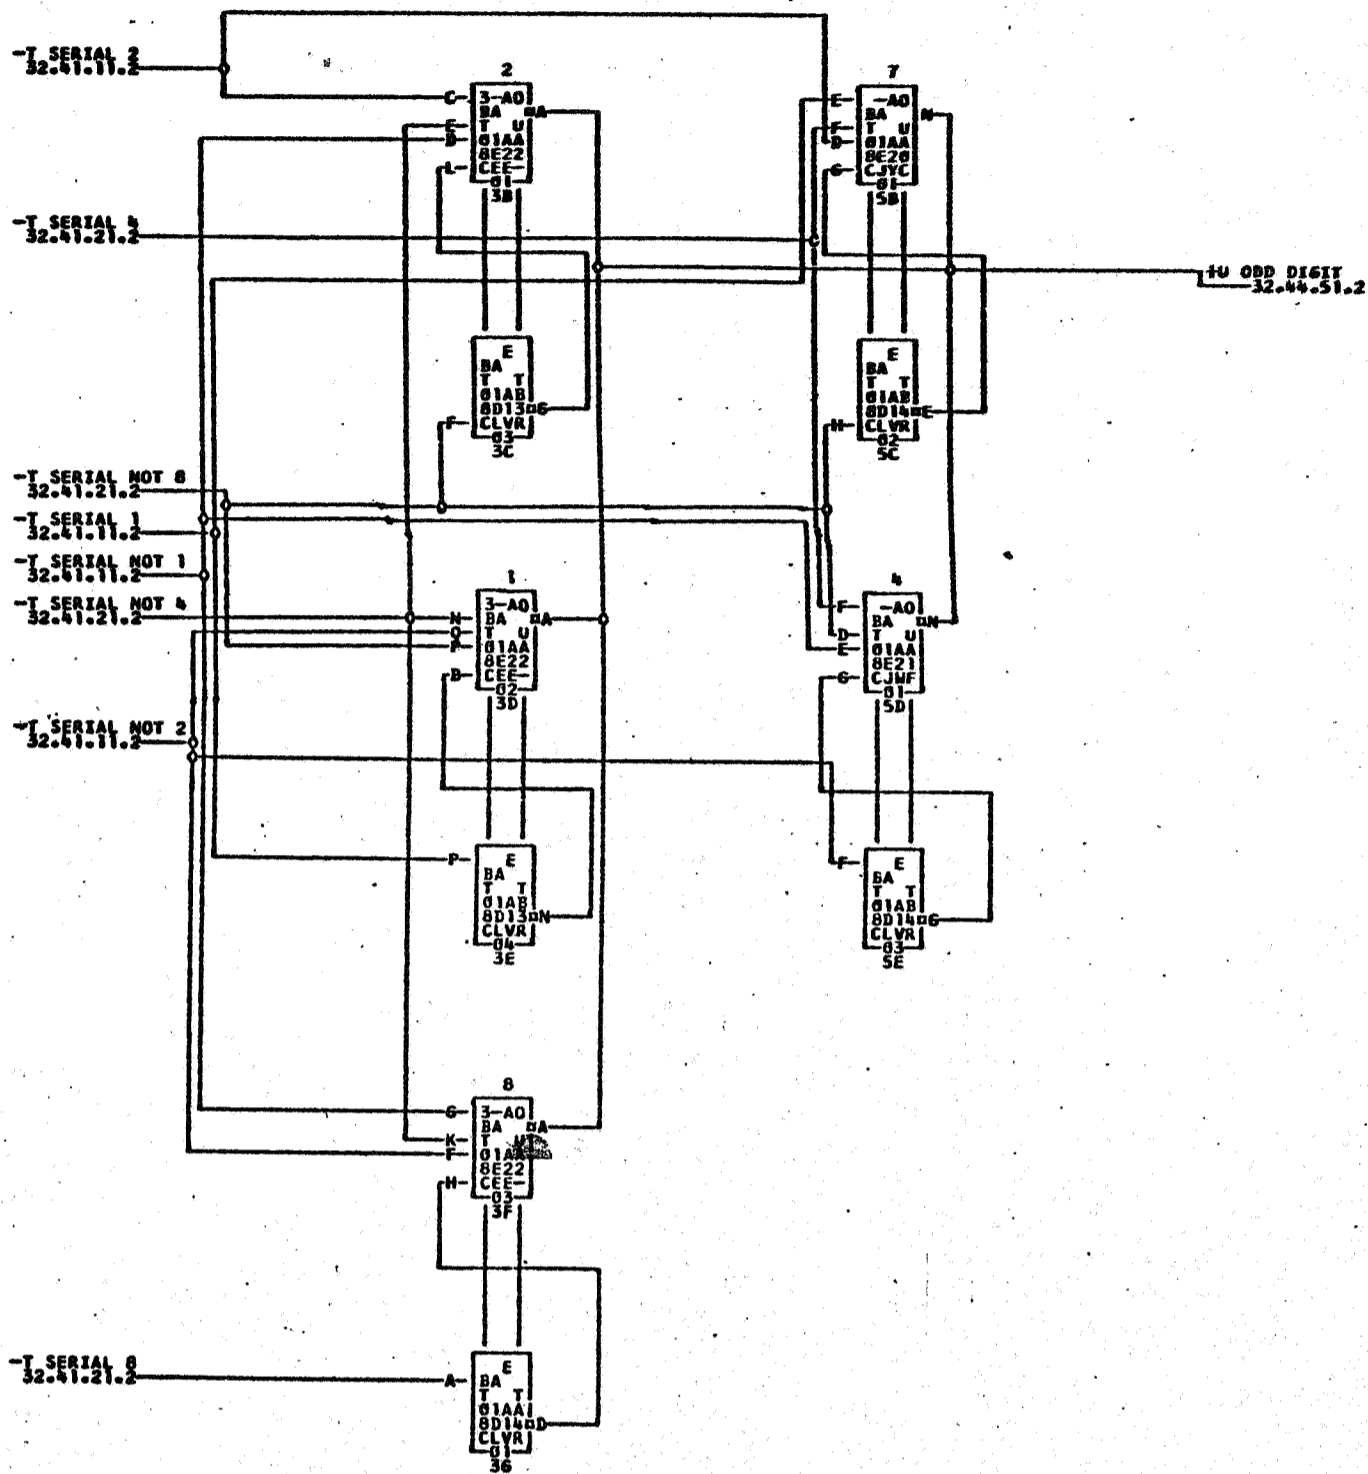 -T SERIAL 2
32.41.11.2
-T SERIAL 4
32.41.21.2
-T SERIAL NOT 8
32.41.21.2
-T SERIAL 1
32.41.11.2
-T SERIAL NOT 1
32.41.11.2
-T SERIAL NOT 4
32.41.21.2
-T SERIAL NOT 2
32.41.11.2
-T SERIAL 8
32.41.21.2
2
C 3-AO
BA A
T U
01AA
8E22
L CEE-
01
3B
E
BA
T T
01AB
8D13 G
F CLVR
03
3C
1
3-AO
N BA A
T U
01AA
8E22
B CEE-
02
3D
P E
BA
T T
01AB
8D13 N
CLVR
04
3E
8
G 3-AO
BA A
K T
F
8E22
H CEE-
03
3F
E
A BA
T T
01AA
8D14 D
CLVR
01
3G
7
E -AO
BA N
F T U
D 01AA
8E20
G CJYC
01
5B
E
BA
T T
01AB
8D14 E
H CLVR
02
5C
4
F -AO
BA N
D T U
E 01AA
8E21
G CJWF
01
5D
F E
BA
T T
01AB
8D14 G
CLVR
03
5E
+U ODD DIGIT
32.44.51.2